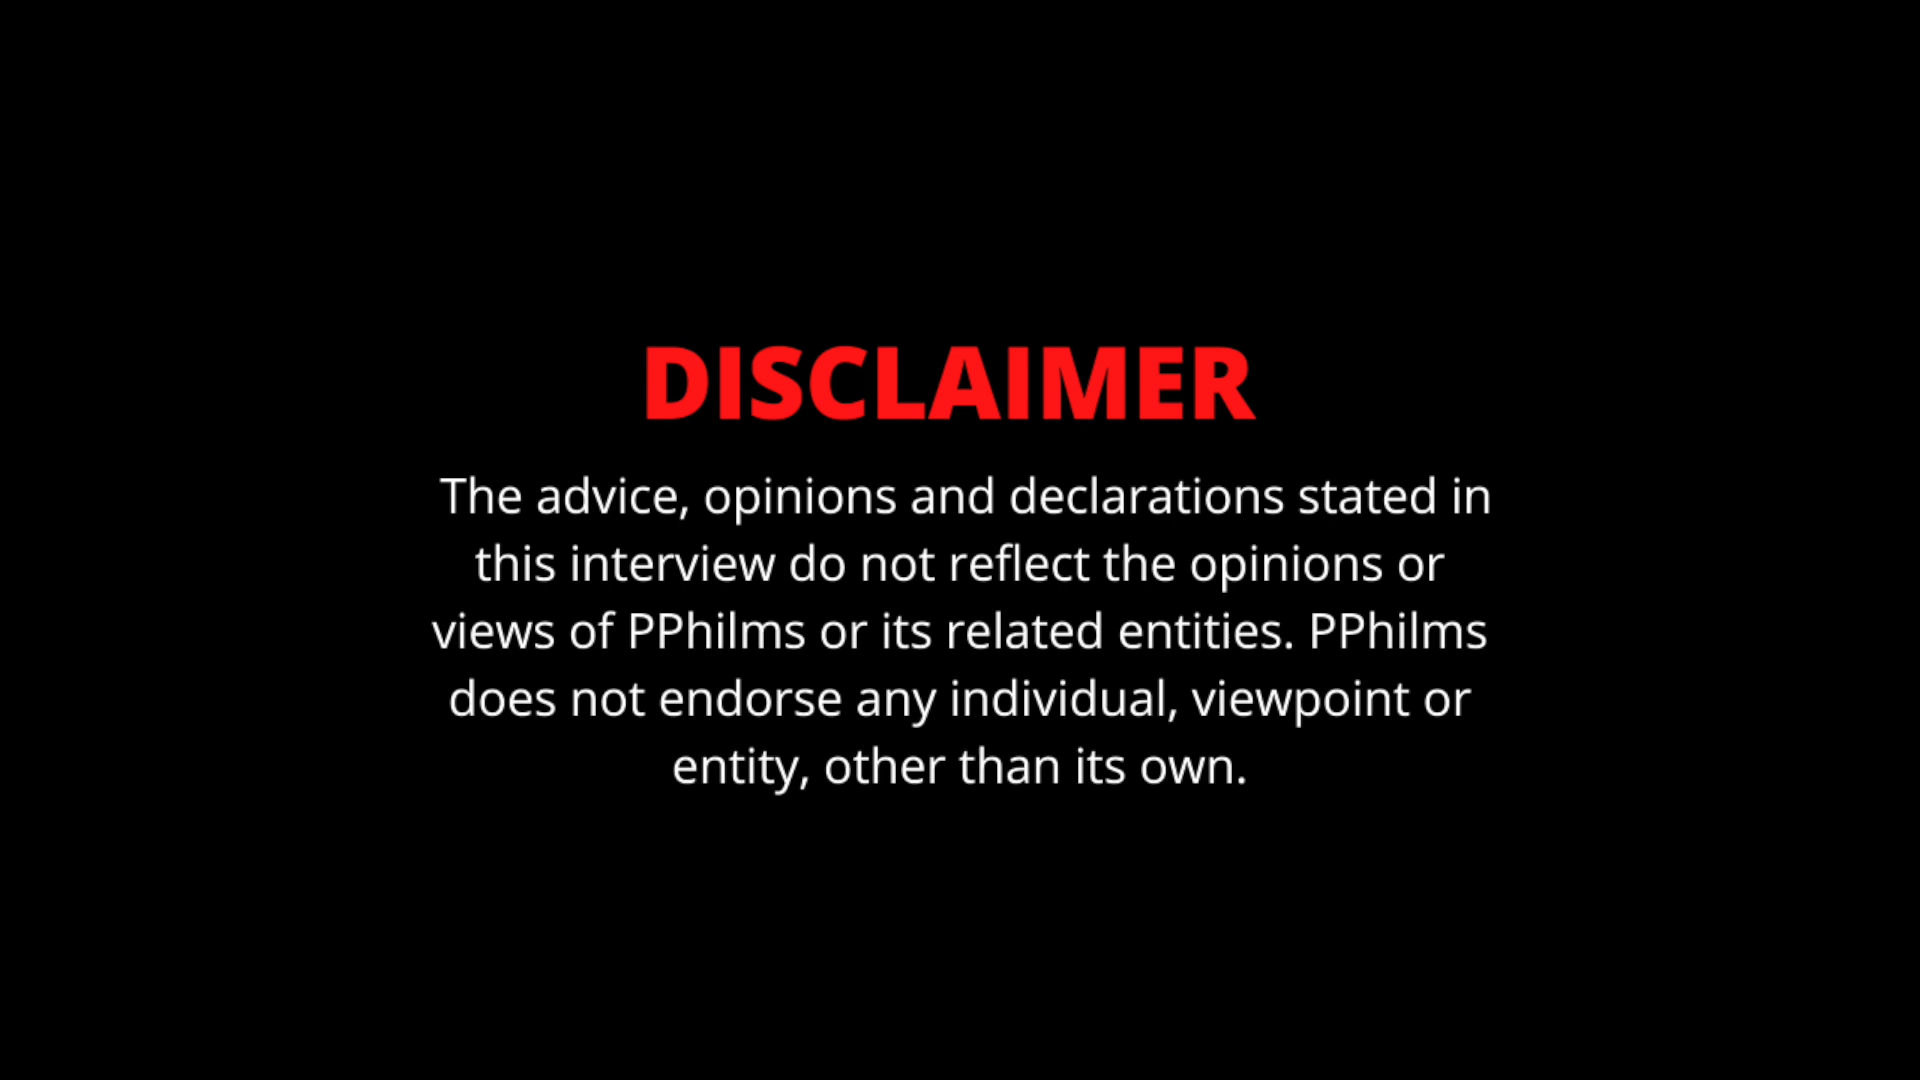 DISCLAIMER
The advice, opinions and declarations stated in
this interview do not reflect the opinions or
views of PPhilms or its related entities. PPhilms
does not endorse any individual, viewpoint or
entity, other than its own.